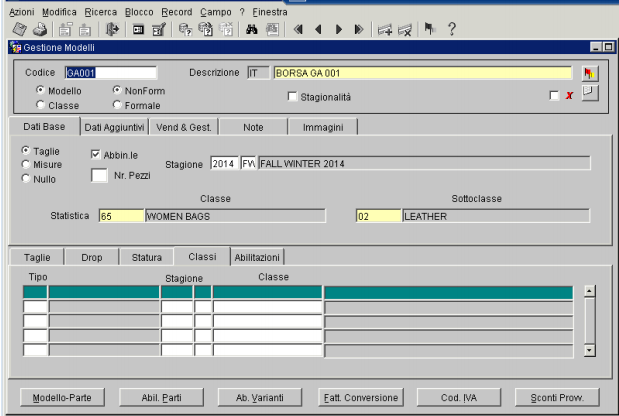 Azioni Modifica Ricerca Blocco Record Campo ? Finestra
Gestione Modelli
Codice GA001 Descrizione IT BORSA GA 001
Modello NonForm Stagionalità x
Classe Formale
Dati Base Dati Aggiuntivi Vend & Gest. Note Immagini
Taglie Abbin.le
Misure Stagione 2014 FW FALL WINTER 2014
Nullo Nr. Pezzi
Classe Sottoclasse
Statistica 65 WOMEN BAGS 02 LEATHER
Taglie Drop Statura Classi Abilitazioni
Tipo Stagione Classe
Modello-Parte Abil. Parti Ab. Varianti Fatt. Conversione Cod. IVA Sconti Provv.